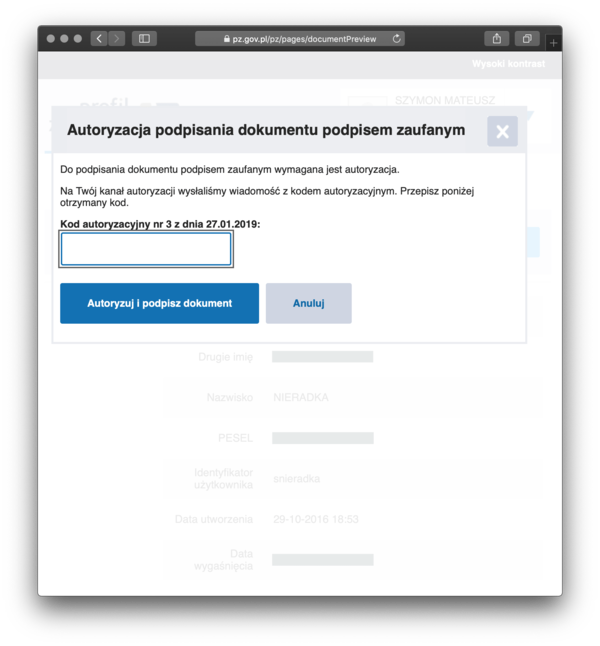 pz.gov.pl/pz/pages/documentPreview
Wysoki kontrast
profil
SZYMON MATEUSZ
Autoryzacja podpisania dokumentu podpisem zaufanym
Do podpisania dokumentu podpisem zaufanym wymagana jest autoryzacja.
Na Twój kanał autoryzacji wysłaliśmy wiadomość z kodem autoryzacyjnym. Przepisz poniżej
otrzymany kod.
Kod autoryzacyjny nr 3 z dnia 27.01.2019:
Autoryzuj i podpisz dokument Anuluj
Drugie imię
Nazwisko NIERADKA
PESEL
Identyfikator
użytkownika snieradka
Data utworzenia 29-10-2016 18:53
Data
wygaśnięcia